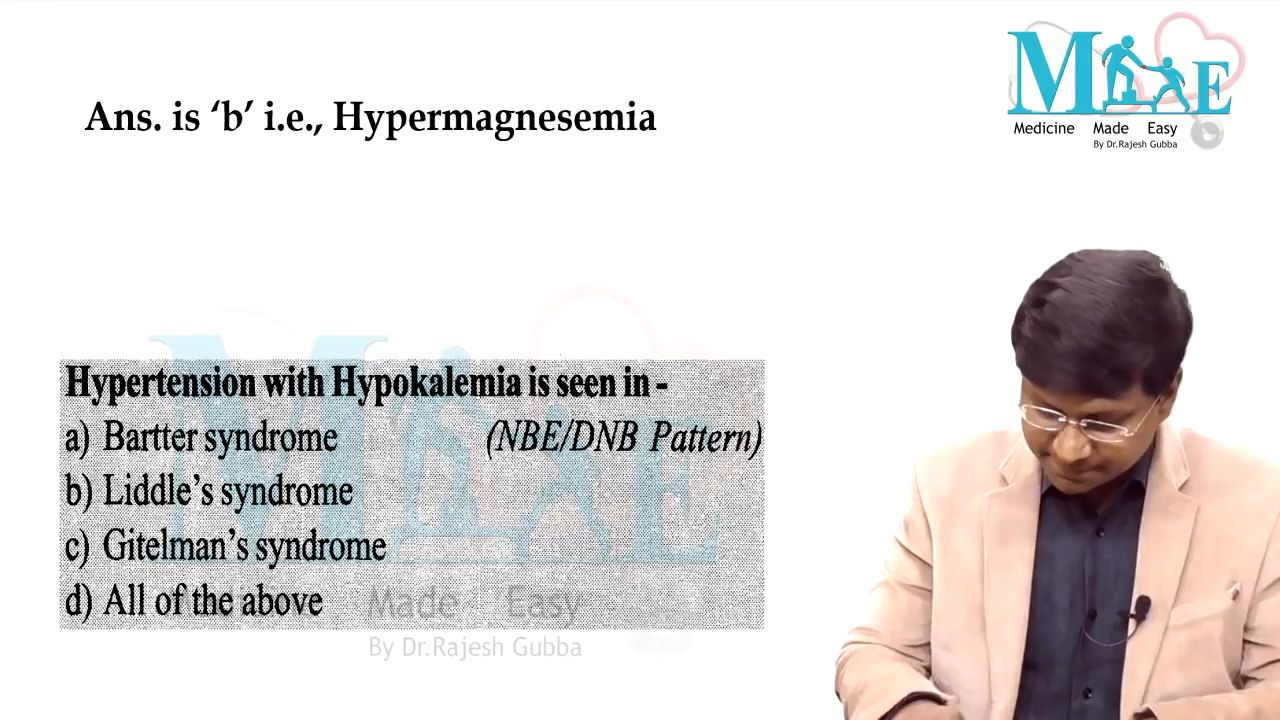 Ans. is ‘b’ i.e., Hypermagnesemia
M E
Medicine Made Easy
By Dr.Rajesh Gubba
Hypertension with Hypokalemia is seen in -
a) Bartter syndrome (NBE/DNB Pattern)
b) Liddle’s syndrome
c) Gitelman’s syndrome
d) All of the above
Made Easy
By Dr.Rajesh Gubba